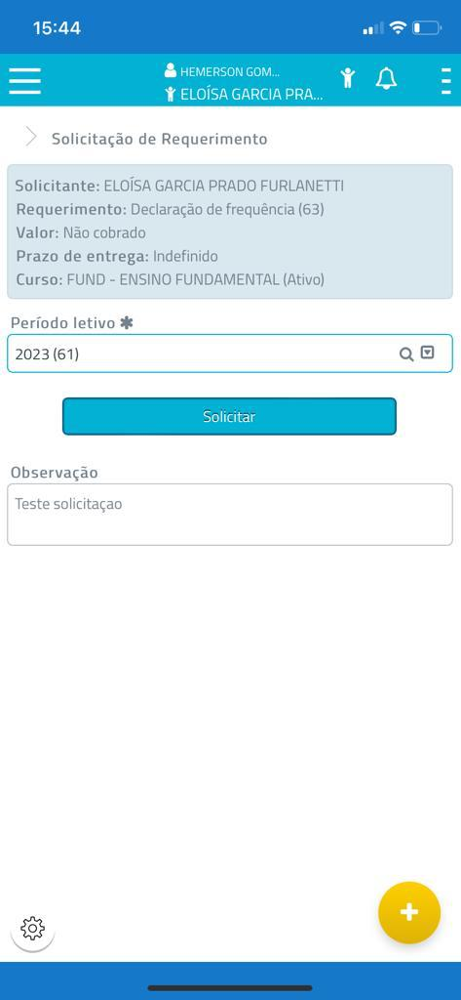 15:44
HEMERSON GOM...
ELOÍSA GARCIA PRA...
Solicitação de Requerimento
Solicitante: ELOÍSA GARCIA PRADO FURLANETTI
Requerimento: Declaração de frequência (63)
Valor: Não cobrado
Prazo de entrega: Indefinido
Curso: FUND - ENSINO FUNDAMENTAL (Ativo)
Período letivo ✱
2023 (61)
Solicitar
Observação
Teste solicitaçao